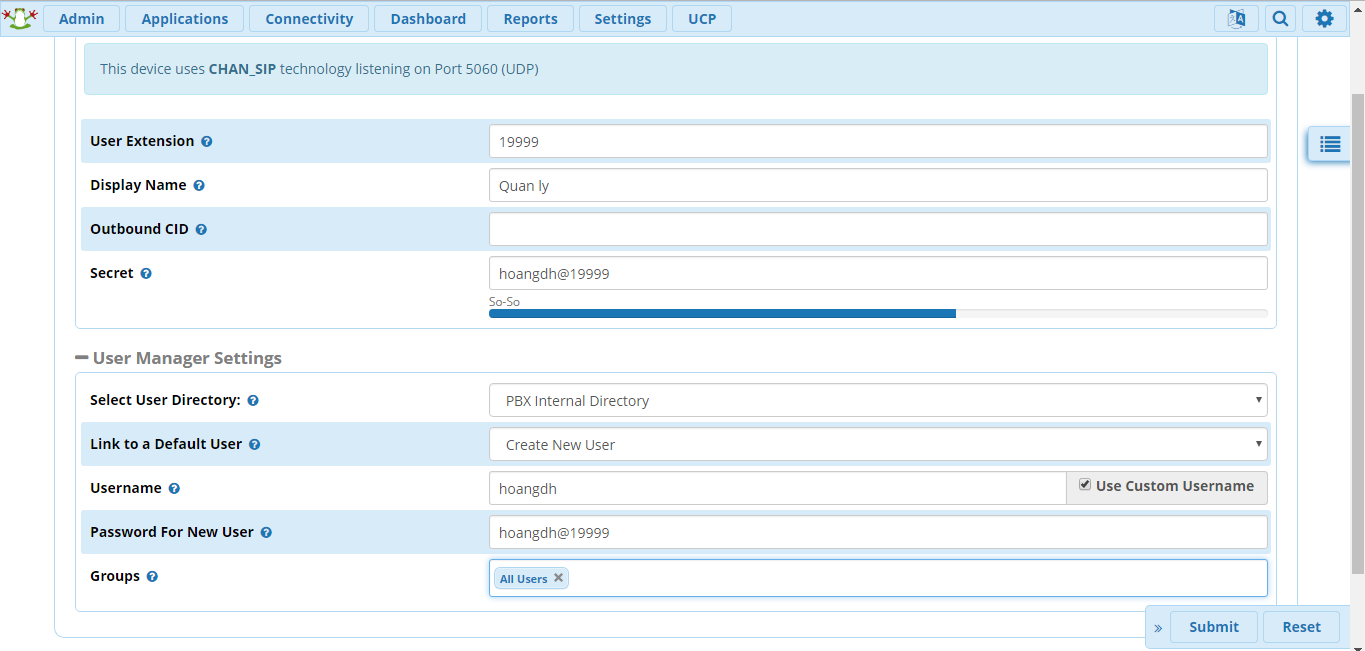 Admin Applications Connectivity Dashboard Reports Settings UCP
This device uses CHAN_SIP technology listening on Port 5060 (UDP)
User Extension 19999
Display Name Quan ly
Outbound CID
Secret hoangdh@19999
So-So
User Manager Settings
Select User Directory: PBX Internal Directory
Link to a Default User Create New User
Username hoangdh Use Custom Username
Password For New User hoangdh@19999
Groups All Users
» Submit Reset